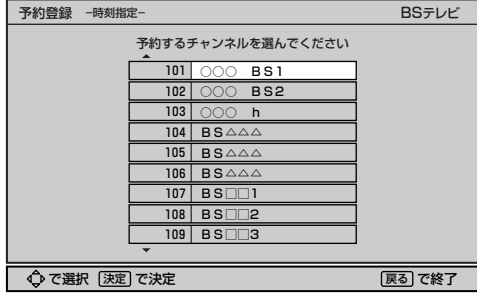 予約登録 −時刻指定− BSテレビ
予約するチャンネルを選んでください
101 ○○○ BS1
102 ○○○ BS2
103 ○○○ h
104 BS△△△
105 BS△△△
106 BS△△△
107 BS□□1
108 BS□□2
109 BS□□3
で選択 決定 で決定 戻る で終了